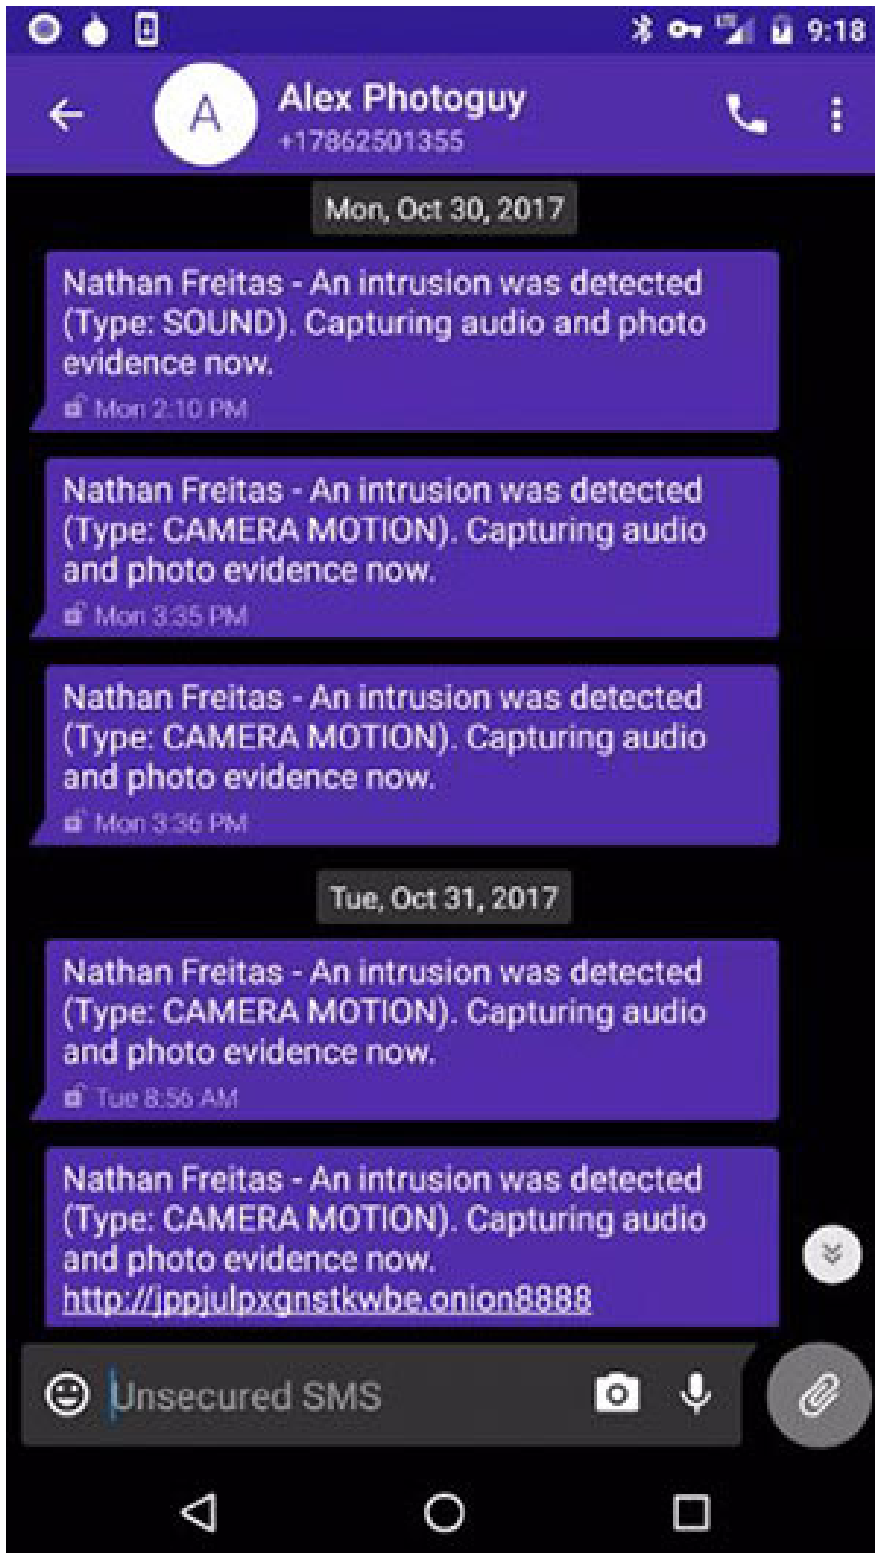 9:18
A
Alex Photoguy
+17862501355
Mon, Oct 30, 2017
Nathan Freitas - An intrusion was detected
(Type: SOUND). Capturing audio and photo
evidence now.
Mon 2:10 PM
Nathan Freitas - An intrusion was detected
(Type: CAMERA MOTION). Capturing audio
and photo evidence now.
Mon 3:35 PM
Nathan Freitas - An intrusion was detected
(Type: CAMERA MOTION). Capturing audio
and photo evidence now.
Mon 3:36 PM
Tue, Oct 31, 2017
Nathan Freitas - An intrusion was detected
(Type: CAMERA MOTION). Capturing audio
and photo evidence now.
Tue 8:56 AM
Nathan Freitas - An intrusion was detected
(Type: CAMERA MOTION). Capturing audio
and photo evidence now.
http://jppjulpxgnstkwbe.onion8888
Unsecured SMS